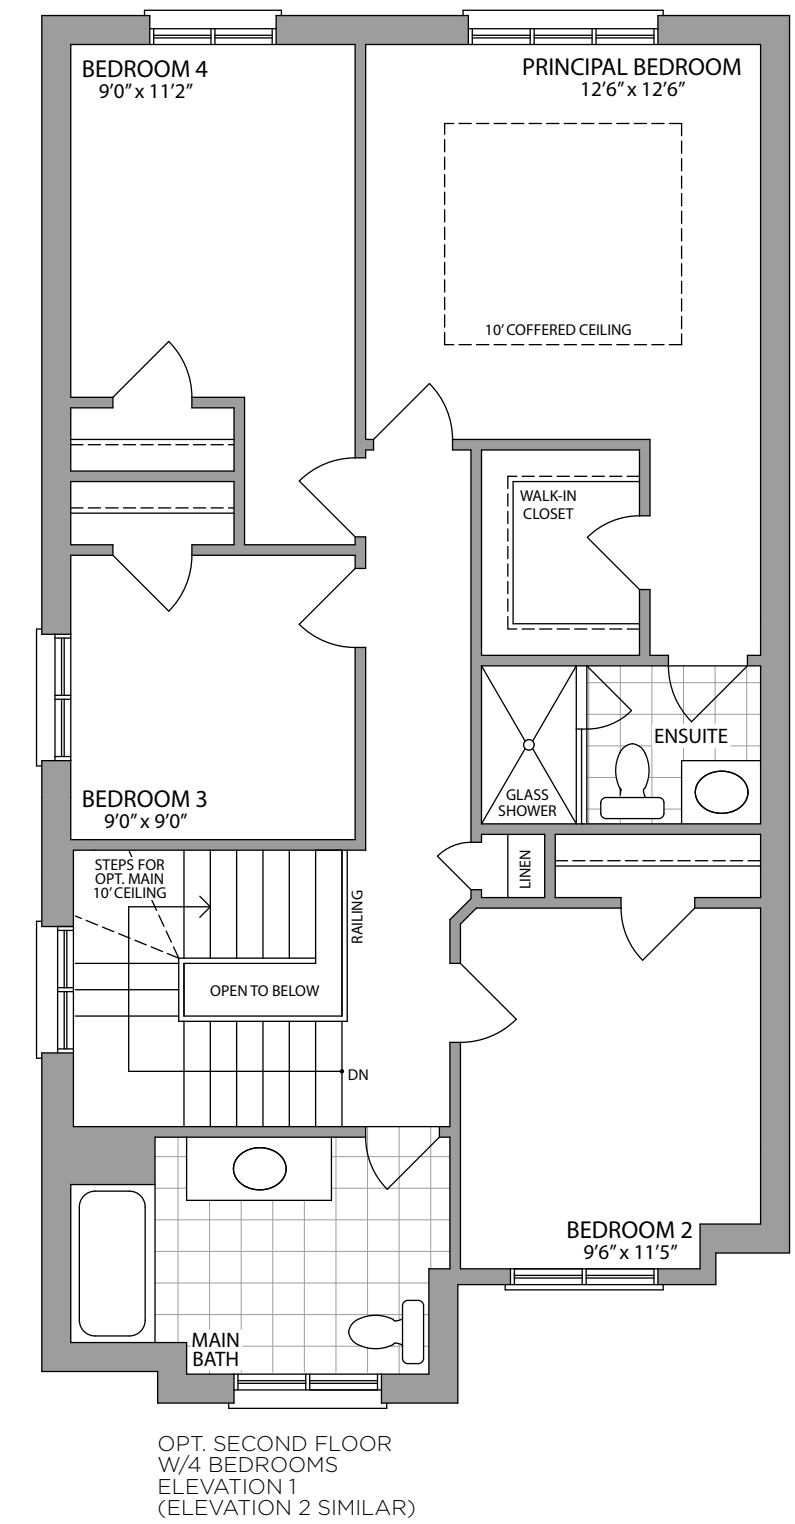 BEDROOM 4
9'0" x 11'2"
PRINCIPAL BEDROOM
12'6" x 12'6"
10' COFFERED CEILING
WALK-IN
CLOSET
ENSUITE
GLASS
SHOWER
BEDROOM 3
9'0" x 9'0"
LINEN
STEPS FOR
OPT. MAIN
10' CEILING
RAILING
OPEN TO BELOW
DN
BEDROOM 2
9'6" x 11'5"
MAIN
BATH
OPT. SECOND FLOOR
W/4 BEDROOMS
ELEVATION 1
(ELEVATION 2 SIMILAR)